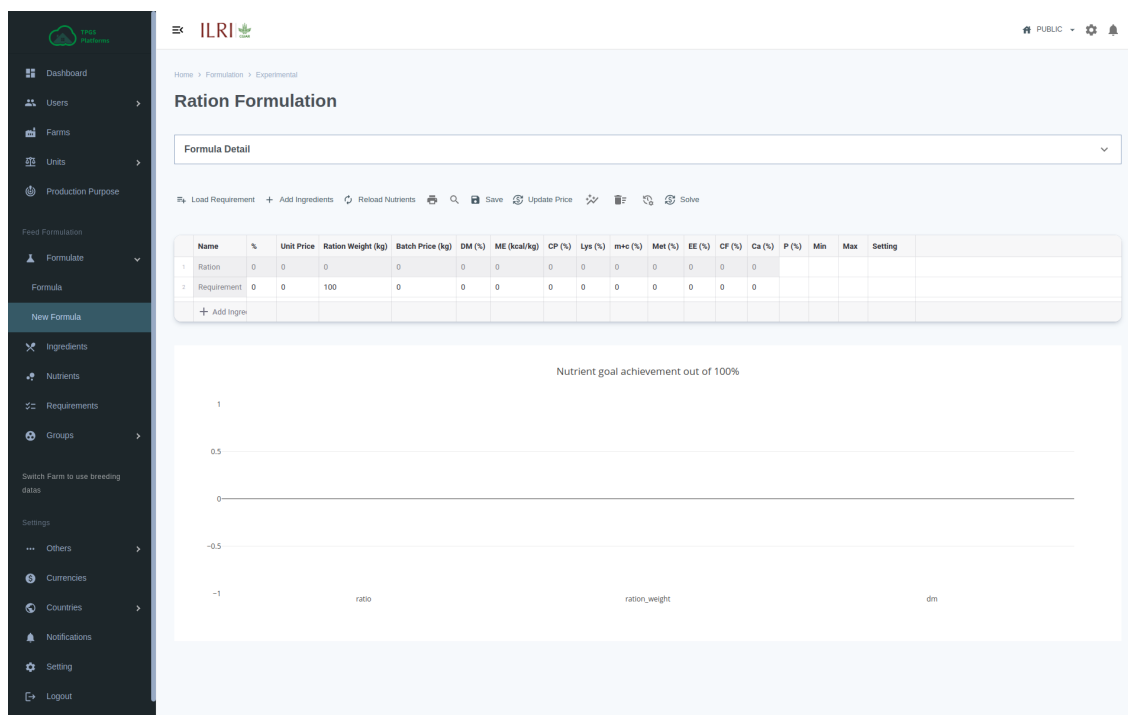 TPGS
Platforms
Dashboard
Users
Farms
Units
Production Purpose
Feed Formulation
Formulate
Formula
New Formula
Ingredients
Nutrients
Requirements
Groups
Switch Farm to use breeding
datas
Settings
Others
Currencies
Countries
Notifications
Setting
Logout
ILRI
CGIAR
PUBLIC
Home > Formulation > Experimental
Ration Formulation
Formula Detail
Load Requirement + Add Ingredients Reload Nutrients Save Update Price Solve
Name % Unit Price Ration Weight (kg) Batch Price (kg) DM (%) ME (kcal/kg) CP (%) Lys (%) m+c (%) Met (%) EE (%) CF (%) Ca (%) P (%) Min Max Setting
1 Ration 0 0 0 0 0 0 0 0 0 0 0 0 0
2 Requirement 0 0 100 0 0 0 0 0 0 0 0 0 0
+ Add Ingre
Nutrient goal achievement out of 100%
1
0.5
0
−0.5
−1
ratio ration_weight dm